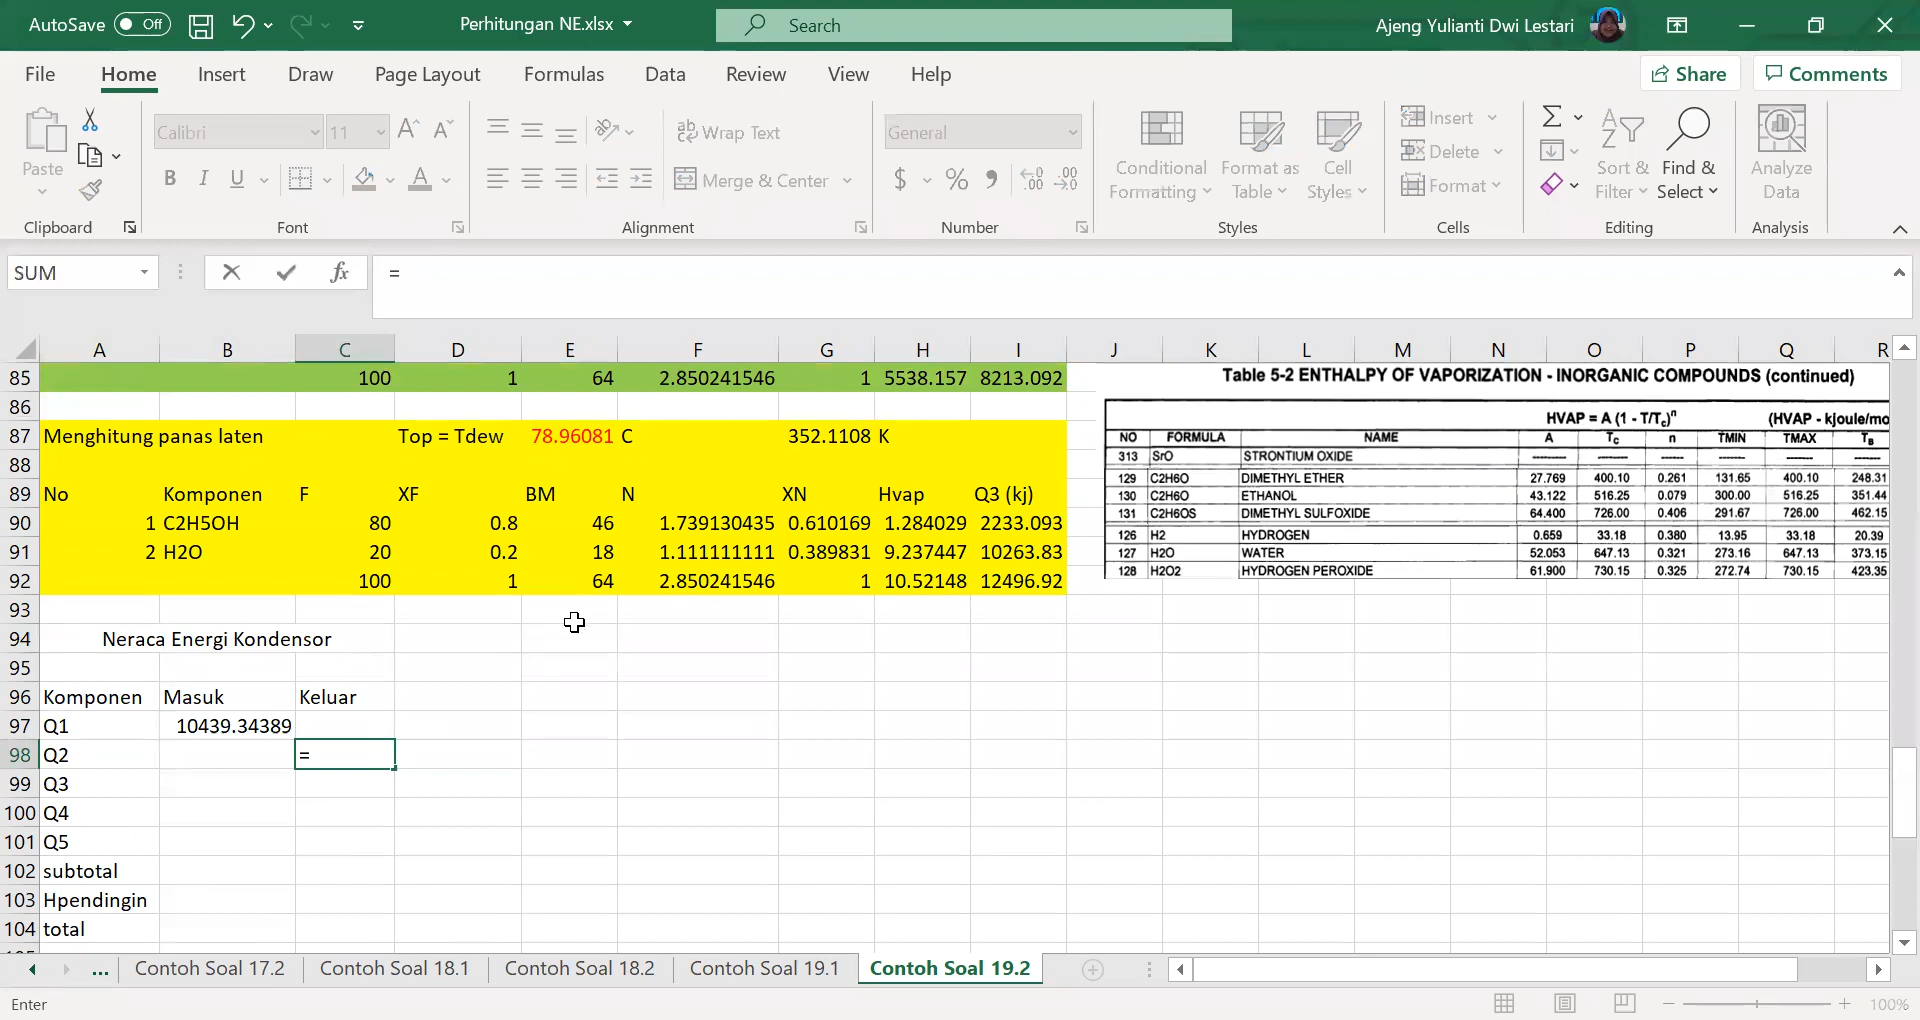 AutoSave Off Perhitungan NE.xlsx Search Ajeng Yulianti Dwi Lestari
File Home Insert Draw Page Layout Formulas Data Review View Help Share Comments
Paste Calibri 11 A^ A Wrap Text General Conditional Formatting Format as Table Cell Styles Insert Delete Format Sort & Filter Find & Select Analyze Data
B I U A Merge & Center $ % 9
Clipboard Font Alignment Number Styles Cells Editing Analysis
SUM fx =
A B C D E F G H I J K L M N O P Q R
85 100 1 64 2.850241546 1 5538.157 8213.092
86
87 Menghitung panas laten Top = Tdew 78.96081 C 352.1108 K
88
89 No Komponen F XF BM N XN Hvap Q3 (kj)
90 1 C2H5OH 80 0.8 46 1.739130435 0.610169 1.284029 2233.093
91 2 H2O 20 0.2 18 1.111111111 0.389831 9.237447 10263.83
92 100 1 64 2.850241546 1 10.52148 12496.92
93
94 Neraca Energi Kondensor
95
96 Komponen Masuk Keluar
97 Q1 10439.34389
98 Q2 =
99 Q3
100 Q4
101 Q5
102 subtotal
103 Hpendingin
104 total
Table 5-2 ENTHALPY OF VAPORIZATION - INORGANIC COMPOUNDS (continued)
HVAP = A (1 - T/Tc)^n (HVAP - kjoule/mo
NO FORMULA NAME A Tc n TMIN TMAX TB
313 SrO STRONTIUM OXIDE ------ ------ ------ ------ ------ ------
129 C2H6O DIMETHYL ETHER 27.769 400.10 0.261 131.65 400.10 248.31
130 C2H6O ETHANOL 43.122 516.25 0.079 300.00 516.25 351.44
131 C2H6OS DIMETHYL SULFOXIDE 64.400 726.00 0.406 291.67 726.00 462.15
126 H2 HYDROGEN 0.659 33.18 0.380 13.95 33.18 20.39
127 H2O WATER 52.053 647.13 0.321 273.16 647.13 373.15
128 H2O2 HYDROGEN PEROXIDE 61.900 730.15 0.325 272.74 730.15 423.35
... Contoh Soal 17.2 Contoh Soal 18.1 Contoh Soal 18.2 Contoh Soal 19.1 Contoh Soal 19.2
Enter 100%